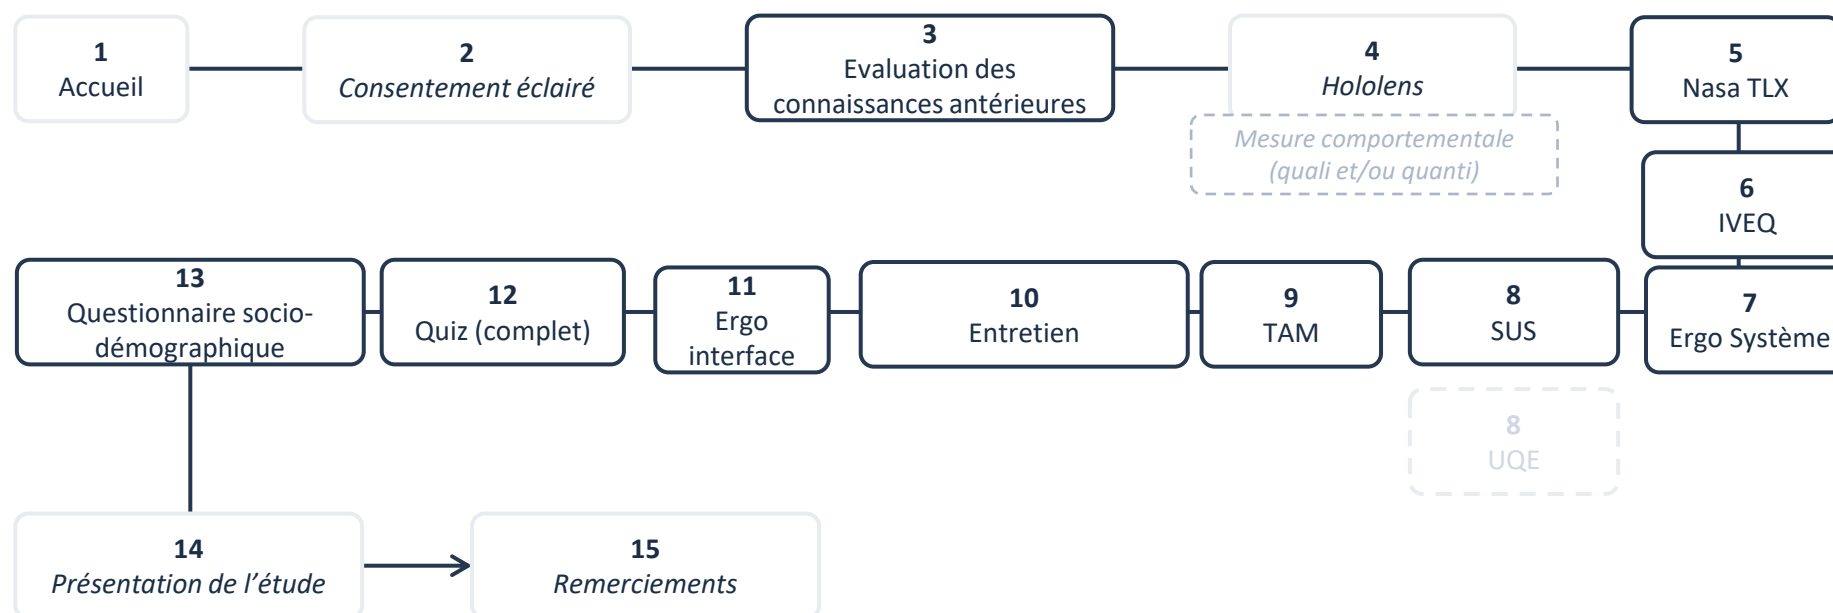 1
Accueil
2
Consentement éclairé
3
Evaluation des
connaissances antérieures
4
Hololens
Mesure comportementale
(quali et/ou quanti)
5
Nasa TLX
6
IVEQ
7
Ergo Système
8
SUS
8
UQE
9
TAM
10
Entretien
11
Ergo
interface
12
Quiz (complet)
13
Questionnaire socio-
démographique
14
Présentation de l’étude
15
Remerciements